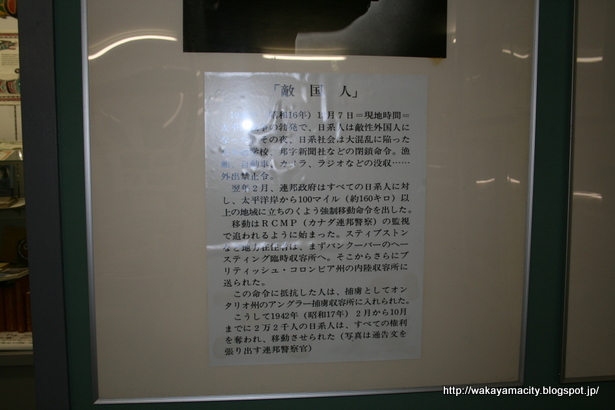 「敵 国 人」
昭和16年）1 月７日＝現地時間＝
の勃発で、日系人は敵性外国人に
その夜、日系社会は大混乱に陥った
学校、邦字新聞社などの閉鎖命令。漁
カメラ、ラジオなどの没収……
外出禁止令。
翌年２月、連邦政府はすべての日系人に対
し、太平洋岸から100マイル（約160キロ）以
上の地域に立ちのくよう強制移動命令を出した。
移動はＲＣＭＰ（カナダ連邦警察）の監視
で追われるように始まった。スティブストン
など地方在住者は、まずバンクーバーのヘー
スティング臨時収容所へ。そこからさらにブ
リティッシュ・コロンビア州の内陸収容所に
送られた。
この命令に抵抗した人は、捕虜としてオン
タリオ州のアングラー捕虜収容所に入れられた。
こうして1942年（昭和17年）２月から10月
までに２万２千人の日系人は、すべての権利
を奪われ、移動させられた（写真は通告文を
張り出す連邦警察官）
http://wakayamacity.blogspot.jp/